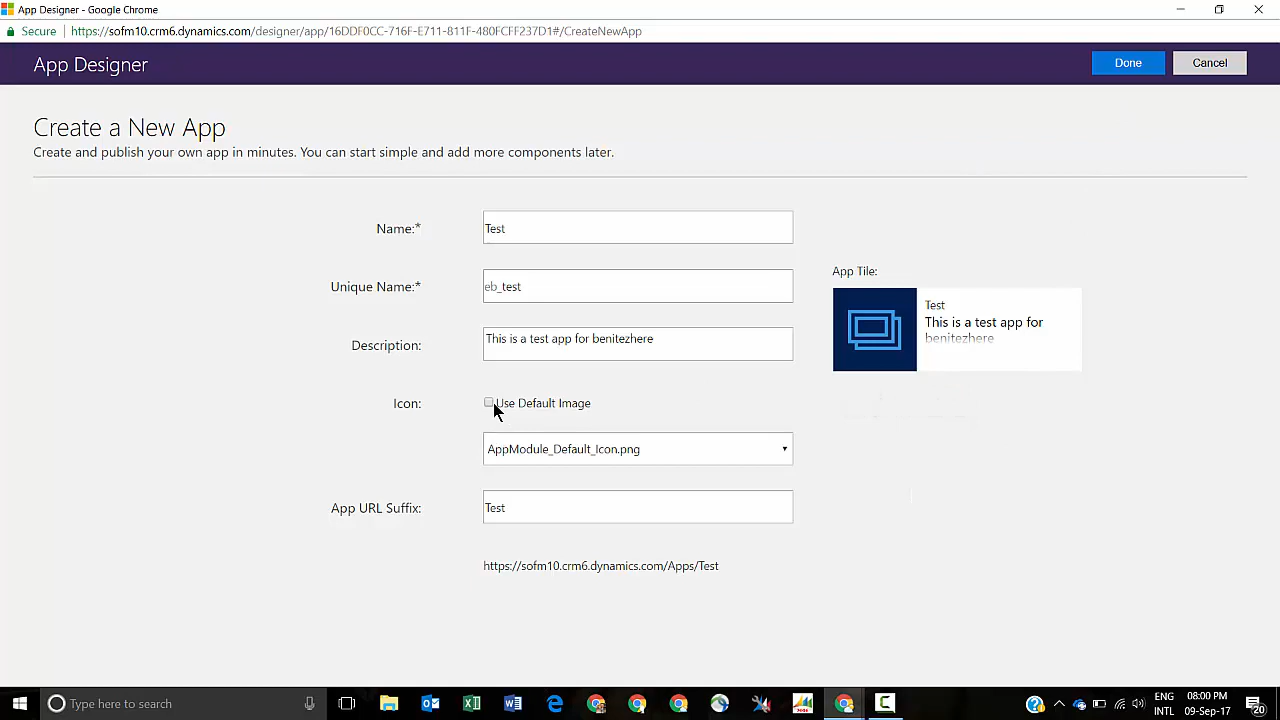 App Designer - Google Chrome
Secure https://sofm10.crm6.dynamics.com/designer/app/16DDF0CC-716F-E711-811F-480FCFF237D1#/CreateNewApp
App Designer
Done
Cancel
Create a New App
Create and publish your own app in minutes. You can start simple and add more components later.
Name:* Test
Unique Name:* eb_test
Description: This is a test app for benitezhere
Icon: Use Default Image
AppModule_Default_Icon.png
App URL Suffix: Test
https://sofm10.crm6.dynamics.com/Apps/Test
App Tile:
Test
This is a test app for
benitezhere
Type here to search
ENG
INTL
08:00 PM
09-Sep-17
20